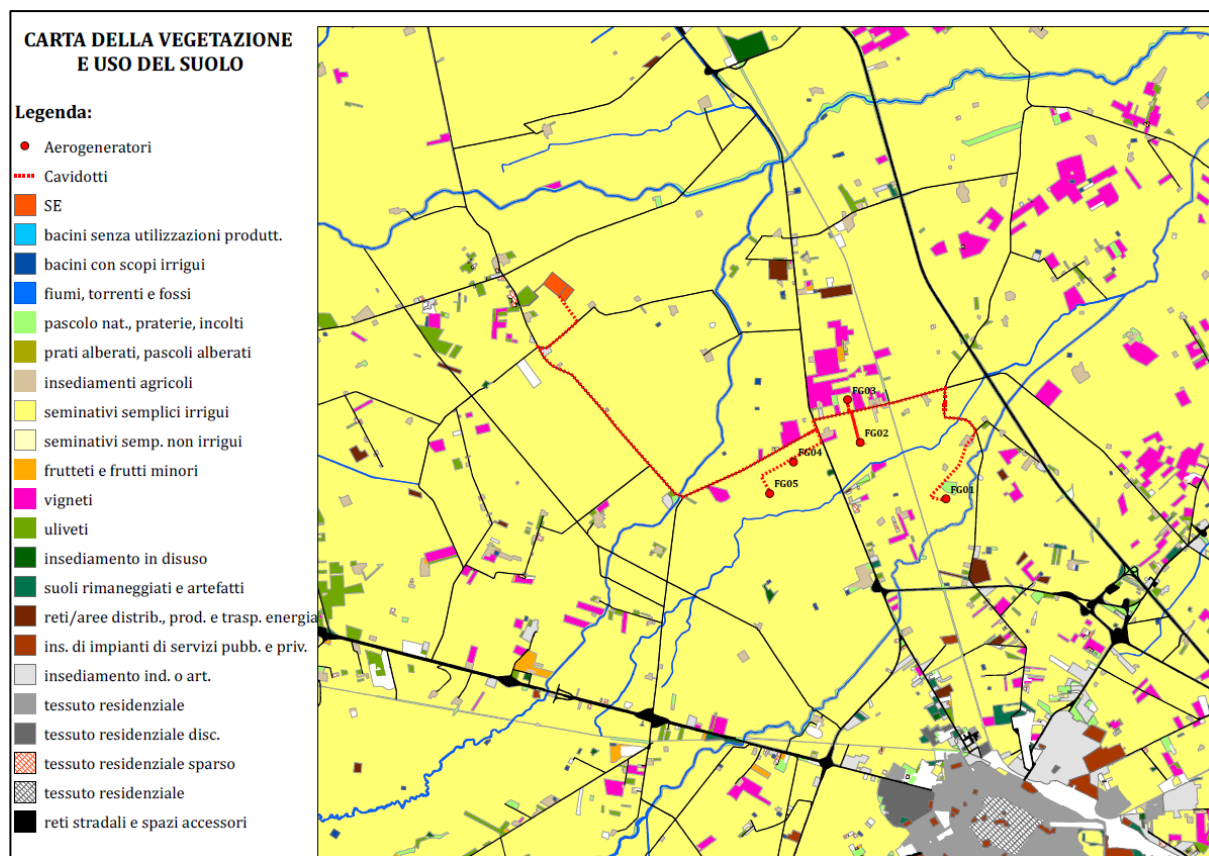 CARTA DELLA VEGETAZIONE
E USO DEL SUOLO
Legenda:
Aerogeneratori
Cavidotti
SE
bacini senza utilizzazioni produtt.
bacini con scopi irrigui
fiumi, torrenti e fossi
pascolo nat., praterie, incolti
prati alberati, pascoli alberati
insediamenti agricoli
seminativi semplici irrigui
seminativi semp. non irrigui
frutteti e frutti minori
vigneti
uliveti
insediamento in disuso
suoli rimaneggiati e artefatti
reti/aree distrib., prod. e trasp. energia
ins. di impianti di servizi pubb. e priv.
insediamento ind. o art.
tessuto residenziale
tessuto residenziale disc.
tessuto residenziale sparso
tessuto residenziale
reti stradali e spazi accessori
FG03
FG02
FG04
FG05
FG01